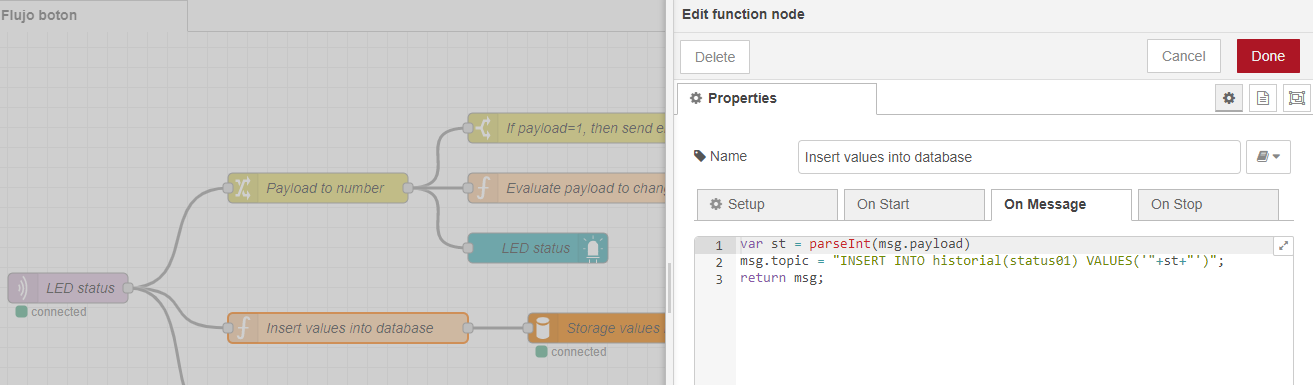 Flujo boton
If payload=1, then send e
Payload to number
Evaluate payload to chang
LED status
LED status
connected
Insert values into database
Storage values
connected
Edit function node
Delete
Cancel
Done
Properties
Name
Insert values into database
Setup
On Start
On Message
On Stop
1 var st = parseInt(msg.payload)
2 msg.topic = "INSERT INTO historial(status01) VALUES('"+st+"')";
3 return msg;